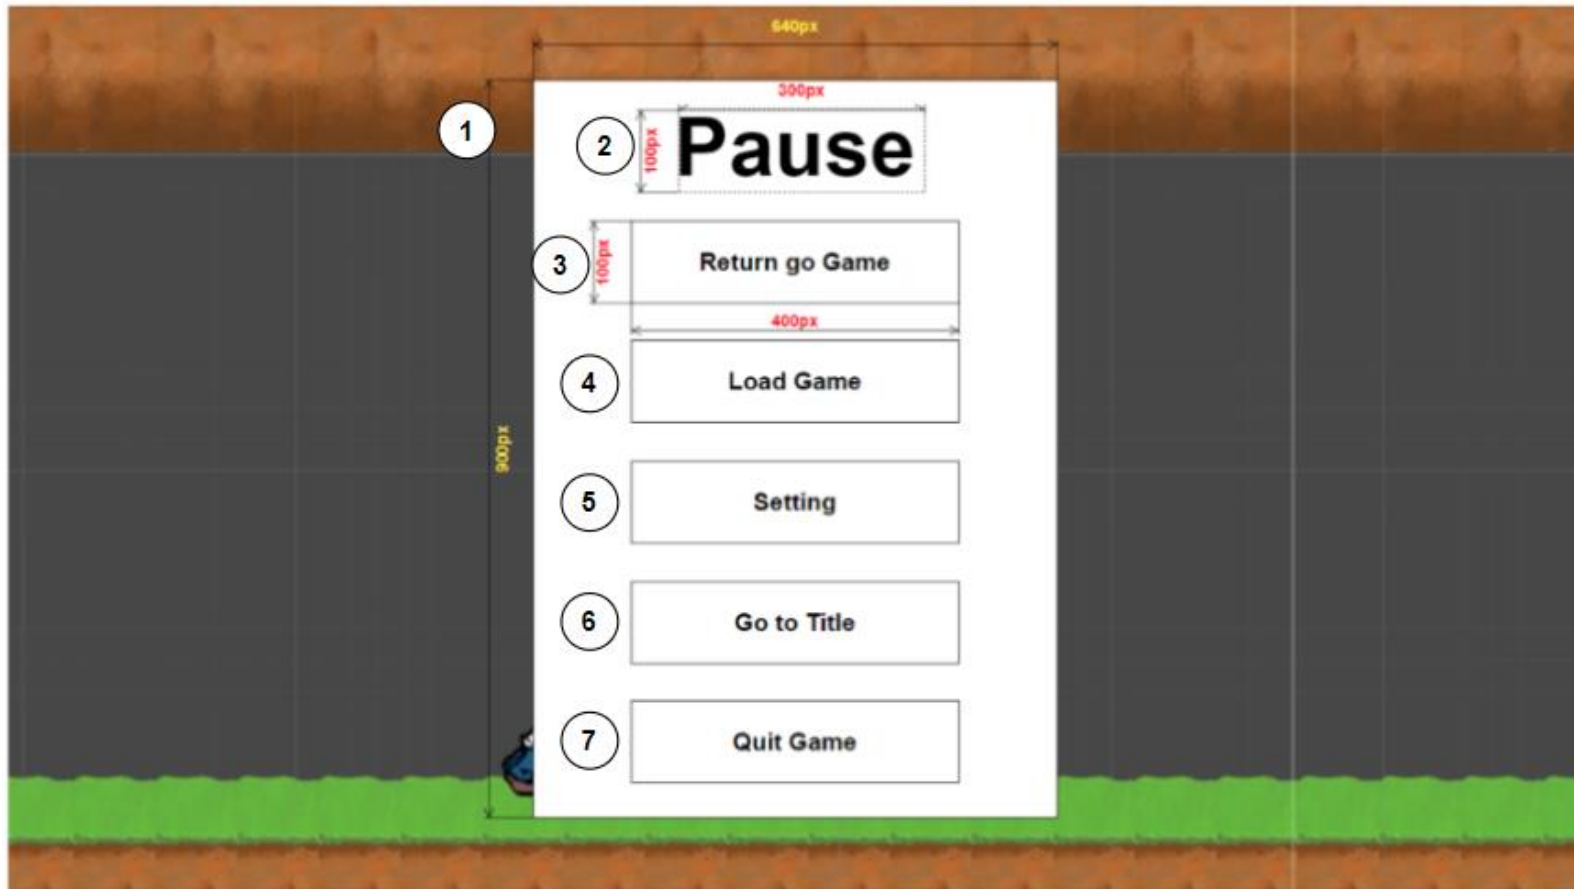 640px
300px
1
2
100px
Pause
3
100px
Return go Game
400px
4
Load Game
900px
5
Setting
6
Go to Title
7
Quit Game